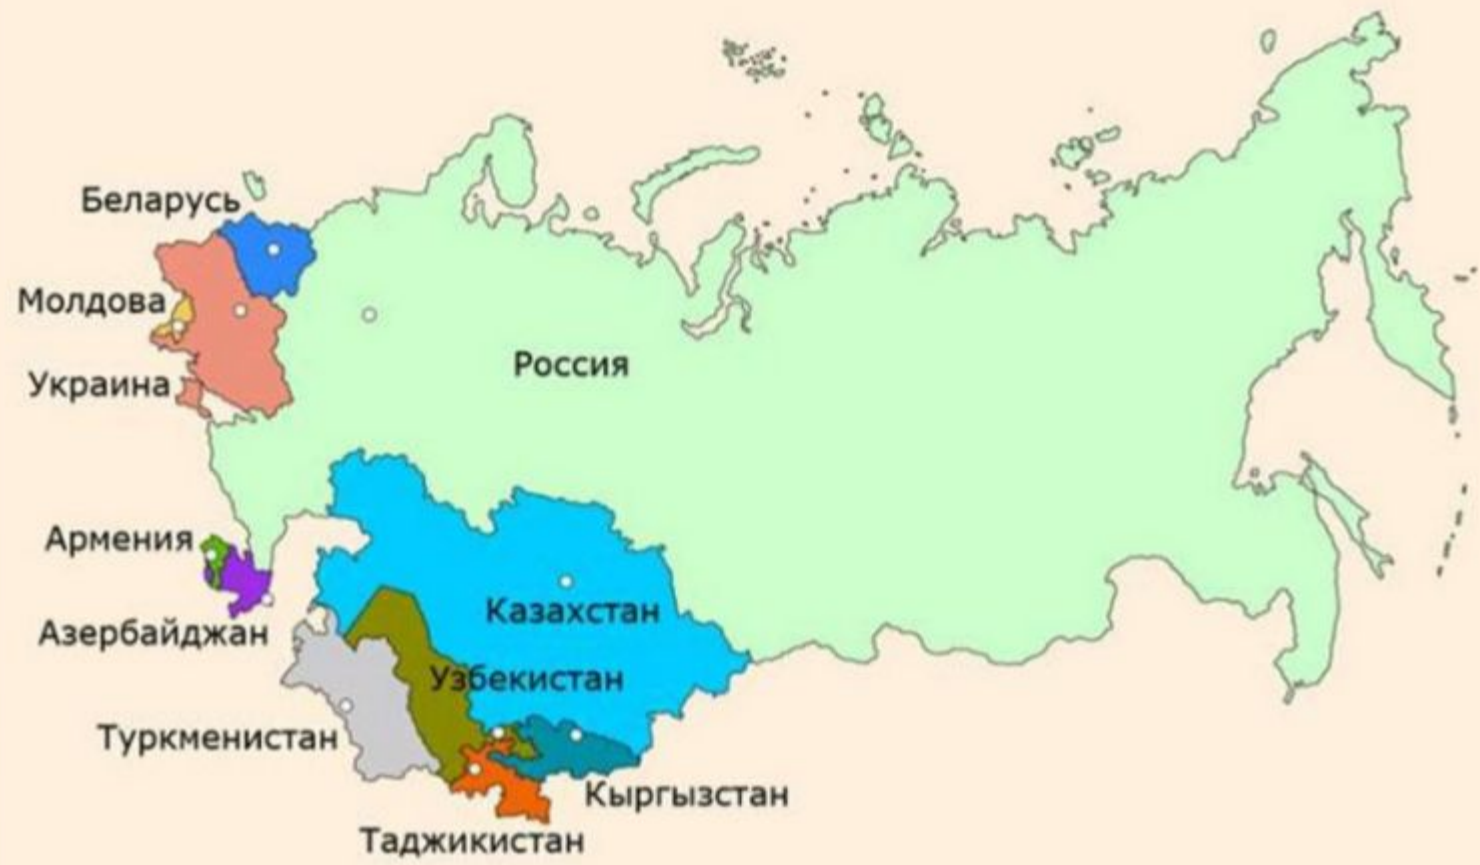 Беларусь
Молдова
Россия
Украина
Армения
Казахстан
Азербайджан
Узбекистан
Туркменистан
Кыргызстан
Таджикистан